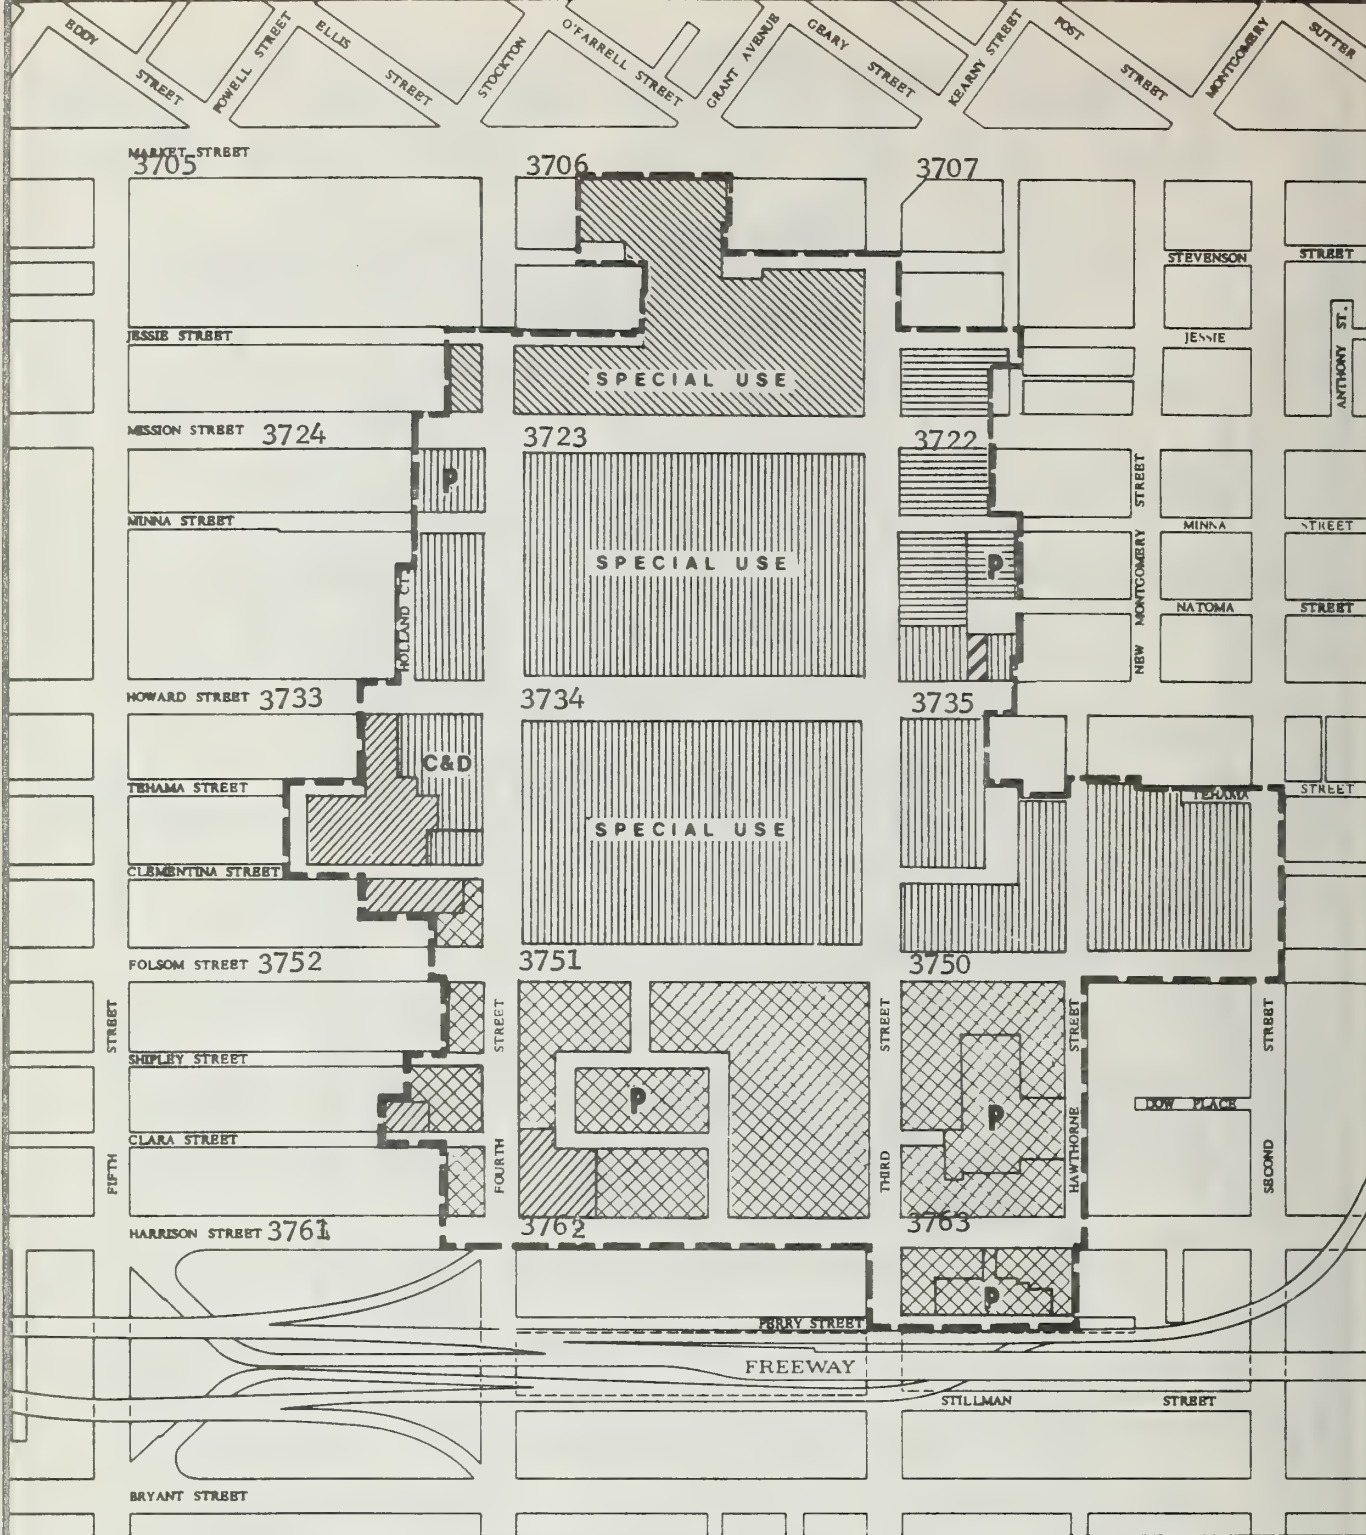 EDDY STREET
POWELL STREET
ELLIS STREET
STOCKTON
O'FARRELL STREET
GRANT AVENUE
GEARY STREET
KEARNY STREET
POST STREET
MONTGOMERY
SUTTER
MARKET STREET
3705
3706
3707
STEVENSON STREET
JESSIE STREET
JESSIE
ANTHONY ST.
SPECIAL USE
MISSION STREET 3724
3723
3722
P
MINNA STREET
MINNA STREET
SPECIAL USE
P
HOLLAND CT.
NEW MONTGOMERY STREET
NATOMA STREET
HOWARD STREET 3733
3734
3735
C&D
TEHAMA STREET
TEHAMA STREET
SPECIAL USE
CLEMENTINA STREET
FOLSOM STREET 3752
3751
3750
FIFTH STREET
FOURTH STREET
THIRD STREET
HAWTHORNE STREET
SECOND STREET
SHIPLEY STREET
P
P
DOW PLACE
CLARA STREET
HARRISON STREET 3761
3762
3763
P
PERRY STREET
FREEWAY
STILLMAN STREET
BRYANT STREET